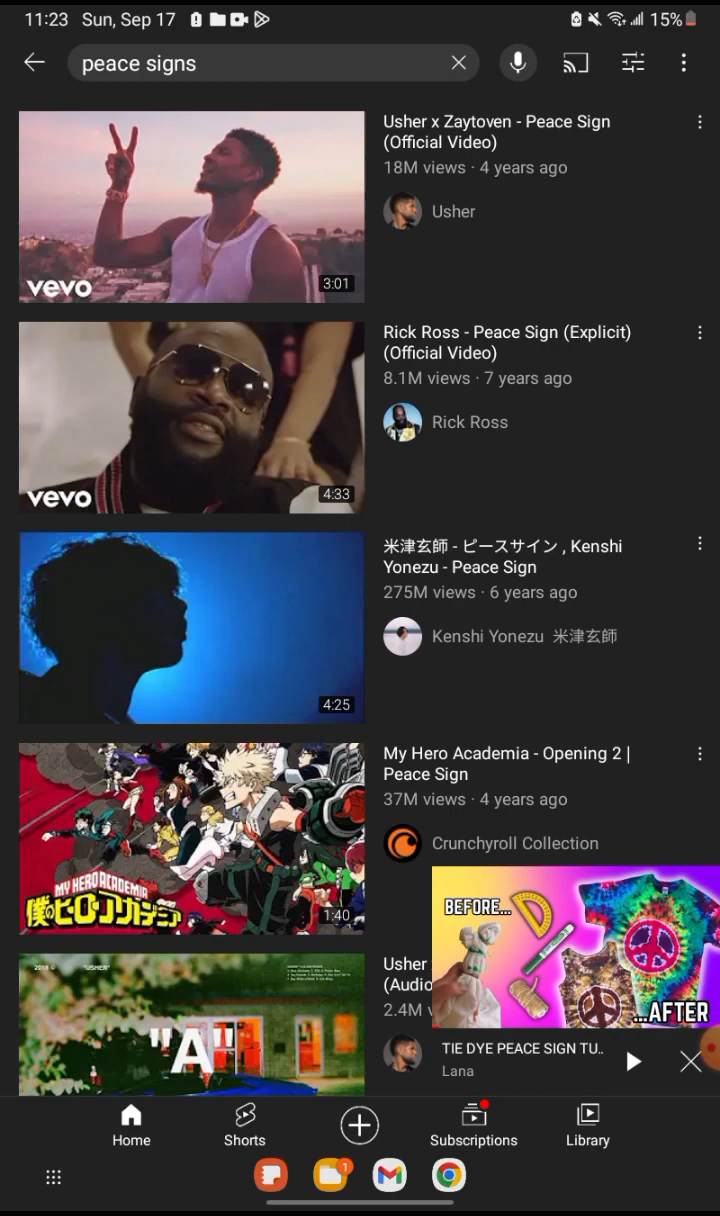 11:23 Sun, Sep 17
15%
peace signs
Usher x Zaytoven - Peace Sign
(Official Video)
18M views · 4 years ago
Usher
vevo
3:01
Rick Ross - Peace Sign (Explicit)
(Official Video)
8.1M views · 7 years ago
Rick Ross
vevo
4:33
米津玄師 - ピースサイン , Kenshi
Yonezu - Peace Sign
275M views · 6 years ago
Kenshi Yonezu 米津玄師
4:25
My Hero Academia - Opening 2 |
Peace Sign
37M views · 4 years ago
Crunchyroll Collection
MY HERO ACADEMIA
僕のヒーローアカデミア
1:40
BEFORE...
...AFTER
Usher
(Audio
2.4M
"USHER"
"A"
TIE DYE PEACE SIGN TU..
Lana
Home
Shorts
Subscriptions
Library
1